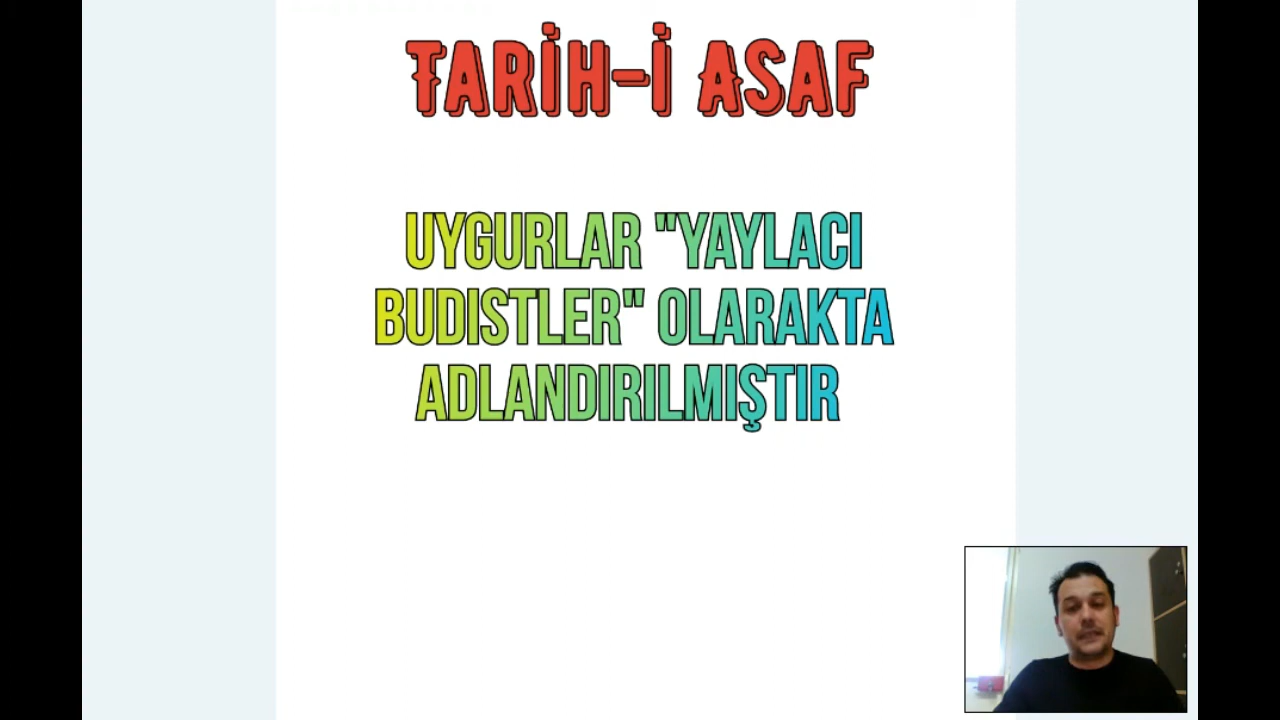 TARİH-İ ASAF
UYGURLAR "YAYLACI
BUDISTLER" OLARAKTA
ADLANDIRILMIŞTIR